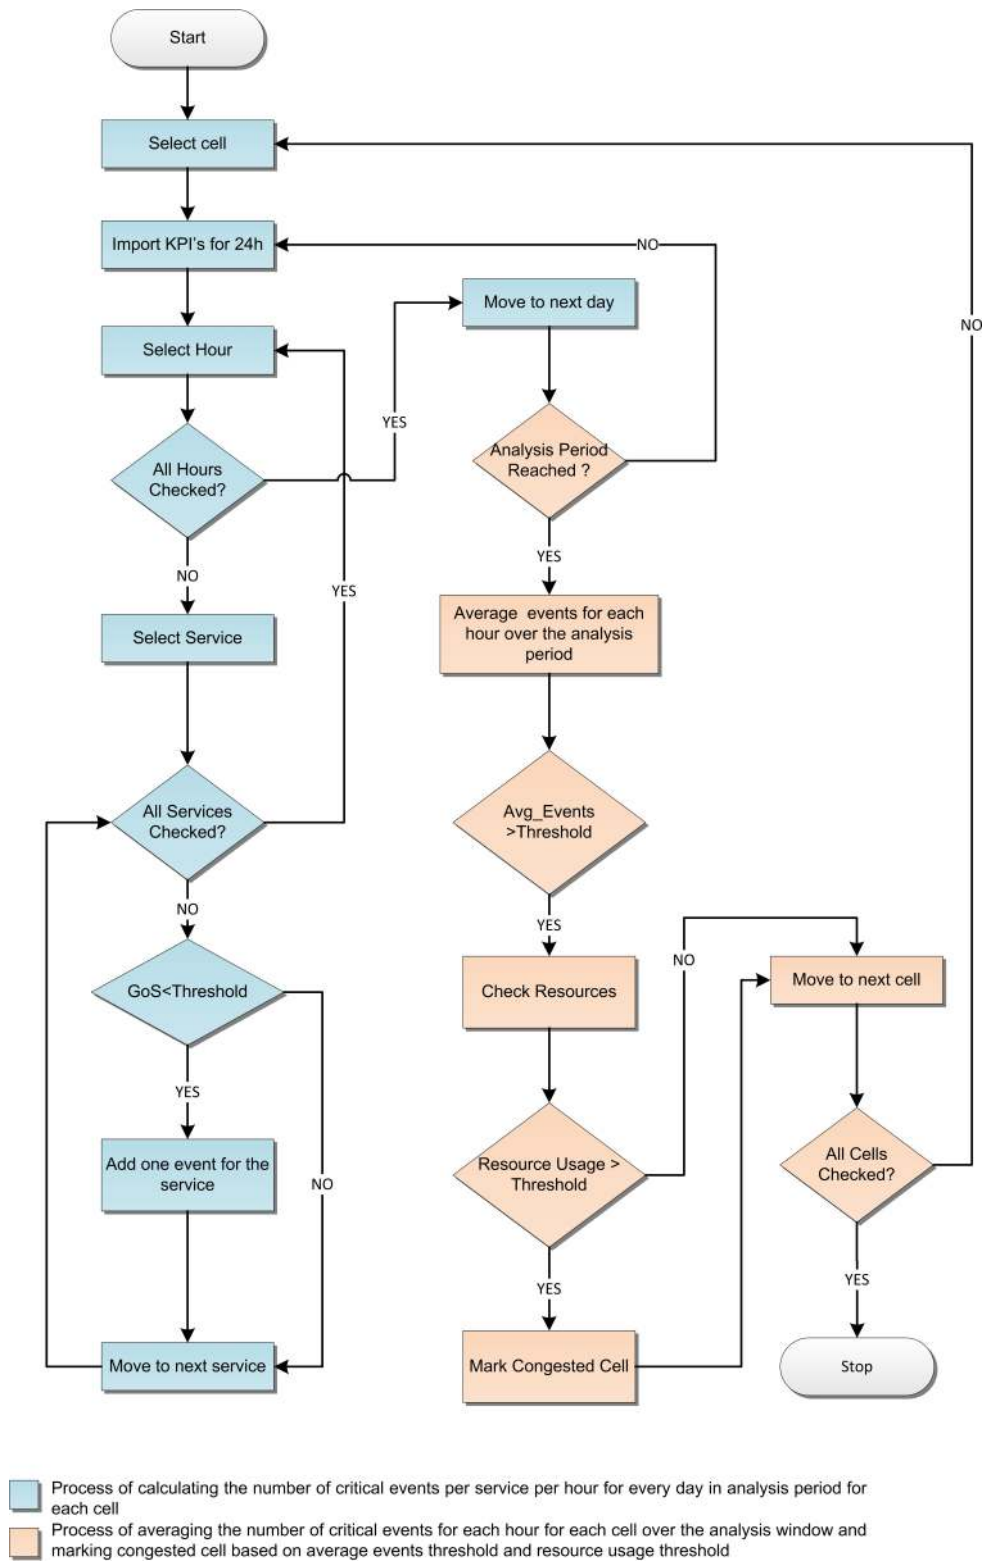 Start
Select cell
Import KPI's for 24h
NO
Move to next day
Select Hour
NO
YES
Analysis Period
Reached ?
All Hours
Checked?
YES
NO
YES
Average  events for each
hour over the analysis
period
Select Service
All Services
Checked?
Avg_Events
>Threshold
NO
YES
NO
GoS<Threshold
Check Resources
Move to next cell
YES
Add one event for the
service
NO
Resource Usage >
Threshold
All Cells
Checked?
YES
YES
Move to next service
Mark Congested Cell
Stop
Process of calculating the number of critical events per service per hour for every day in analysis period for
each cell
Process of averaging the number of critical events for each hour for each cell over the analysis window and
marking congested cell based on average events threshold and resource usage threshold